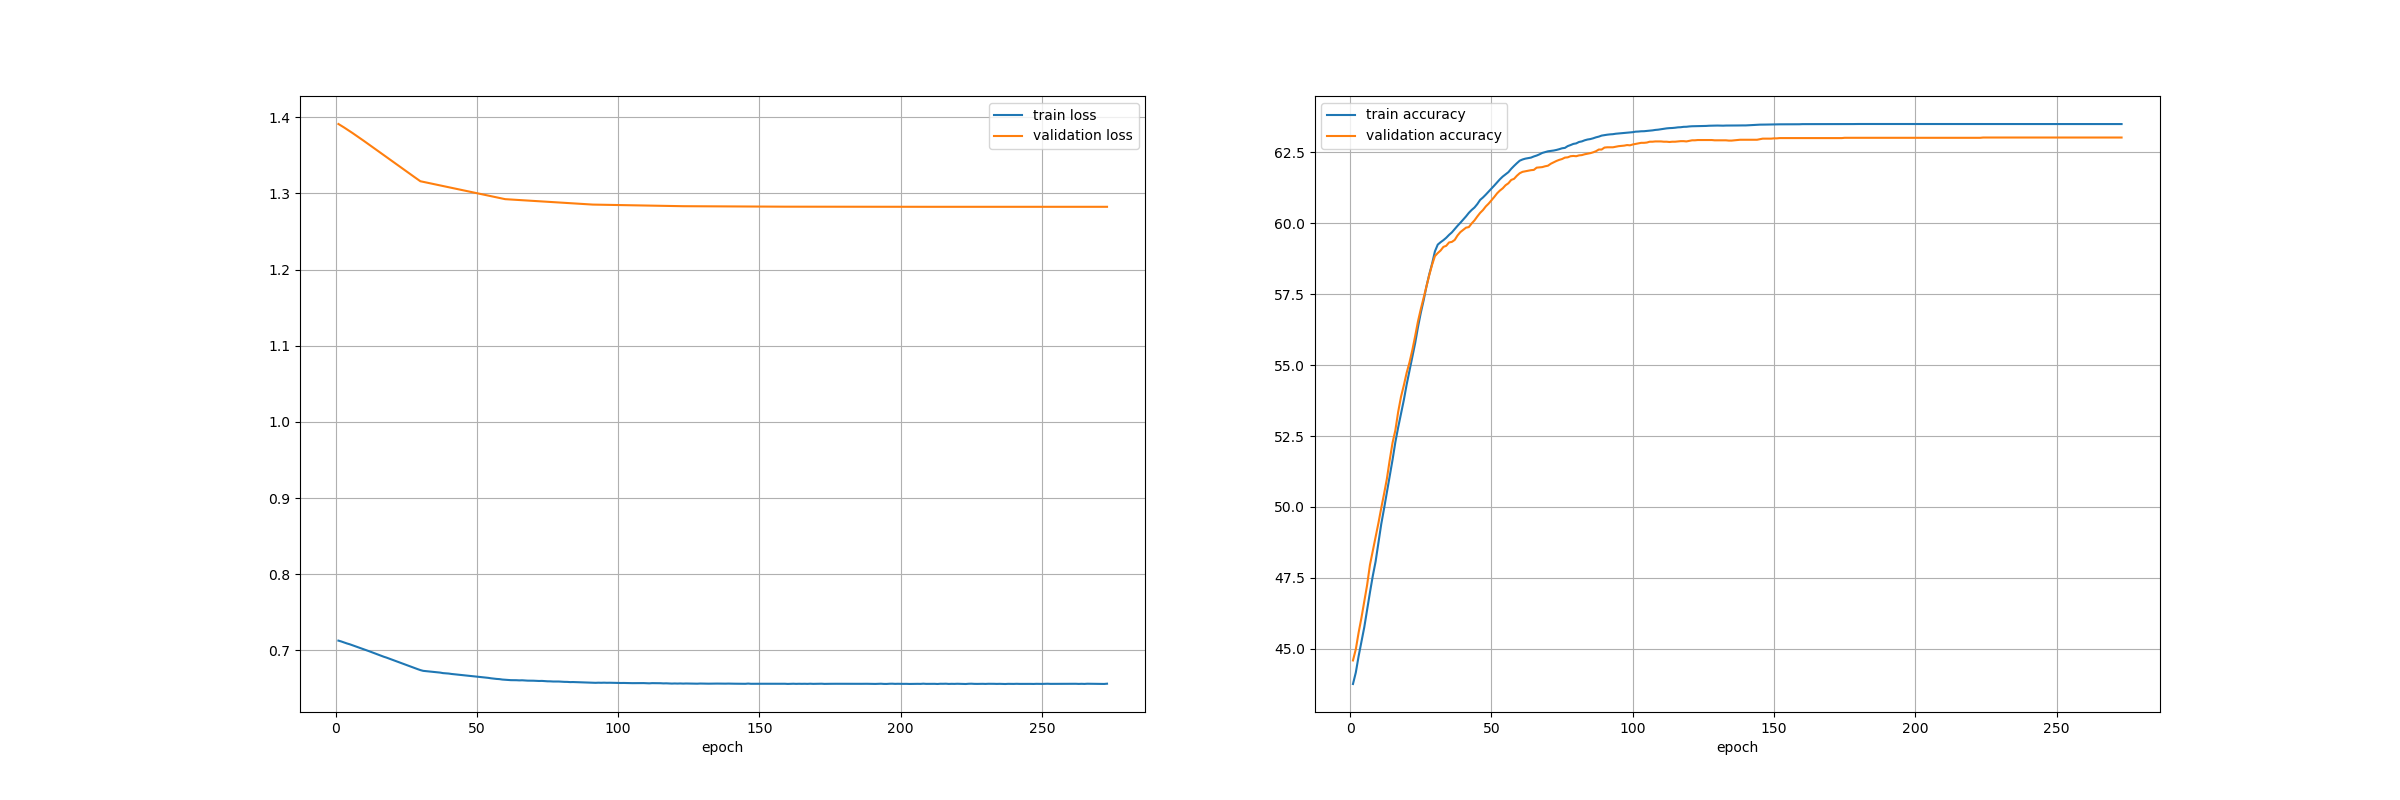 train loss
validation loss
1.4
1.3
1.2
1.1
1.0
0.9
0.8
0.7
0 50 100 150 200 250
epoch
train accuracy
validation accuracy
62.5
60.0
57.5
55.0
52.5
50.0
47.5
45.0
0 50 100 150 200 250
epoch